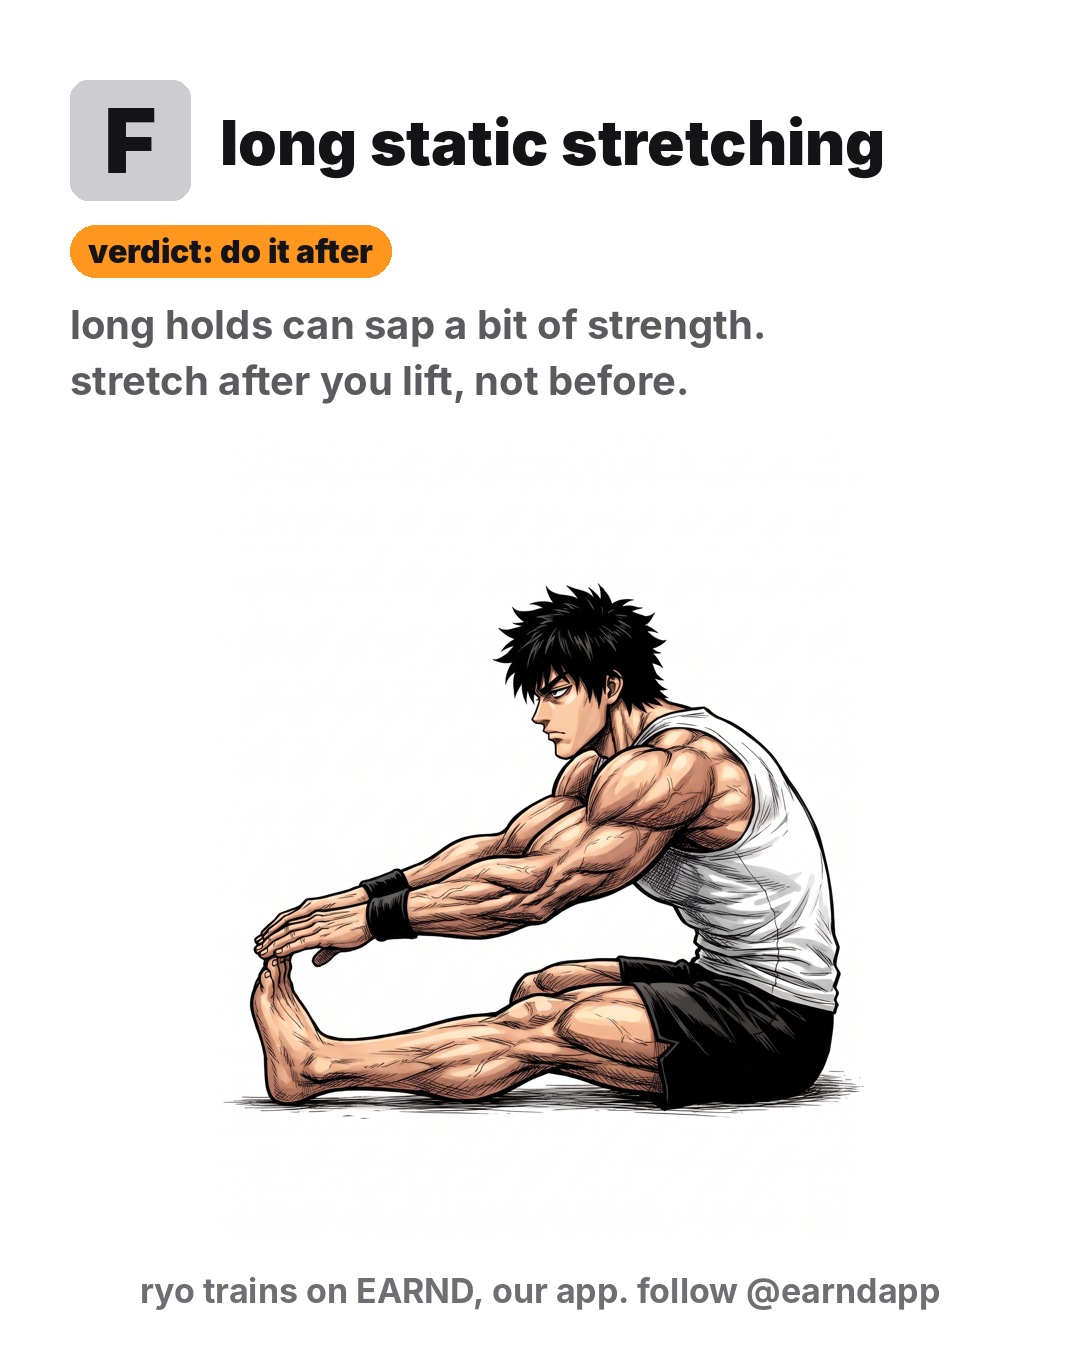 F
long static stretching
verdict: do it after
long holds can sap a bit of strength.
stretch after you lift, not before.
ryo trains on EARND, our app. follow @earndapp